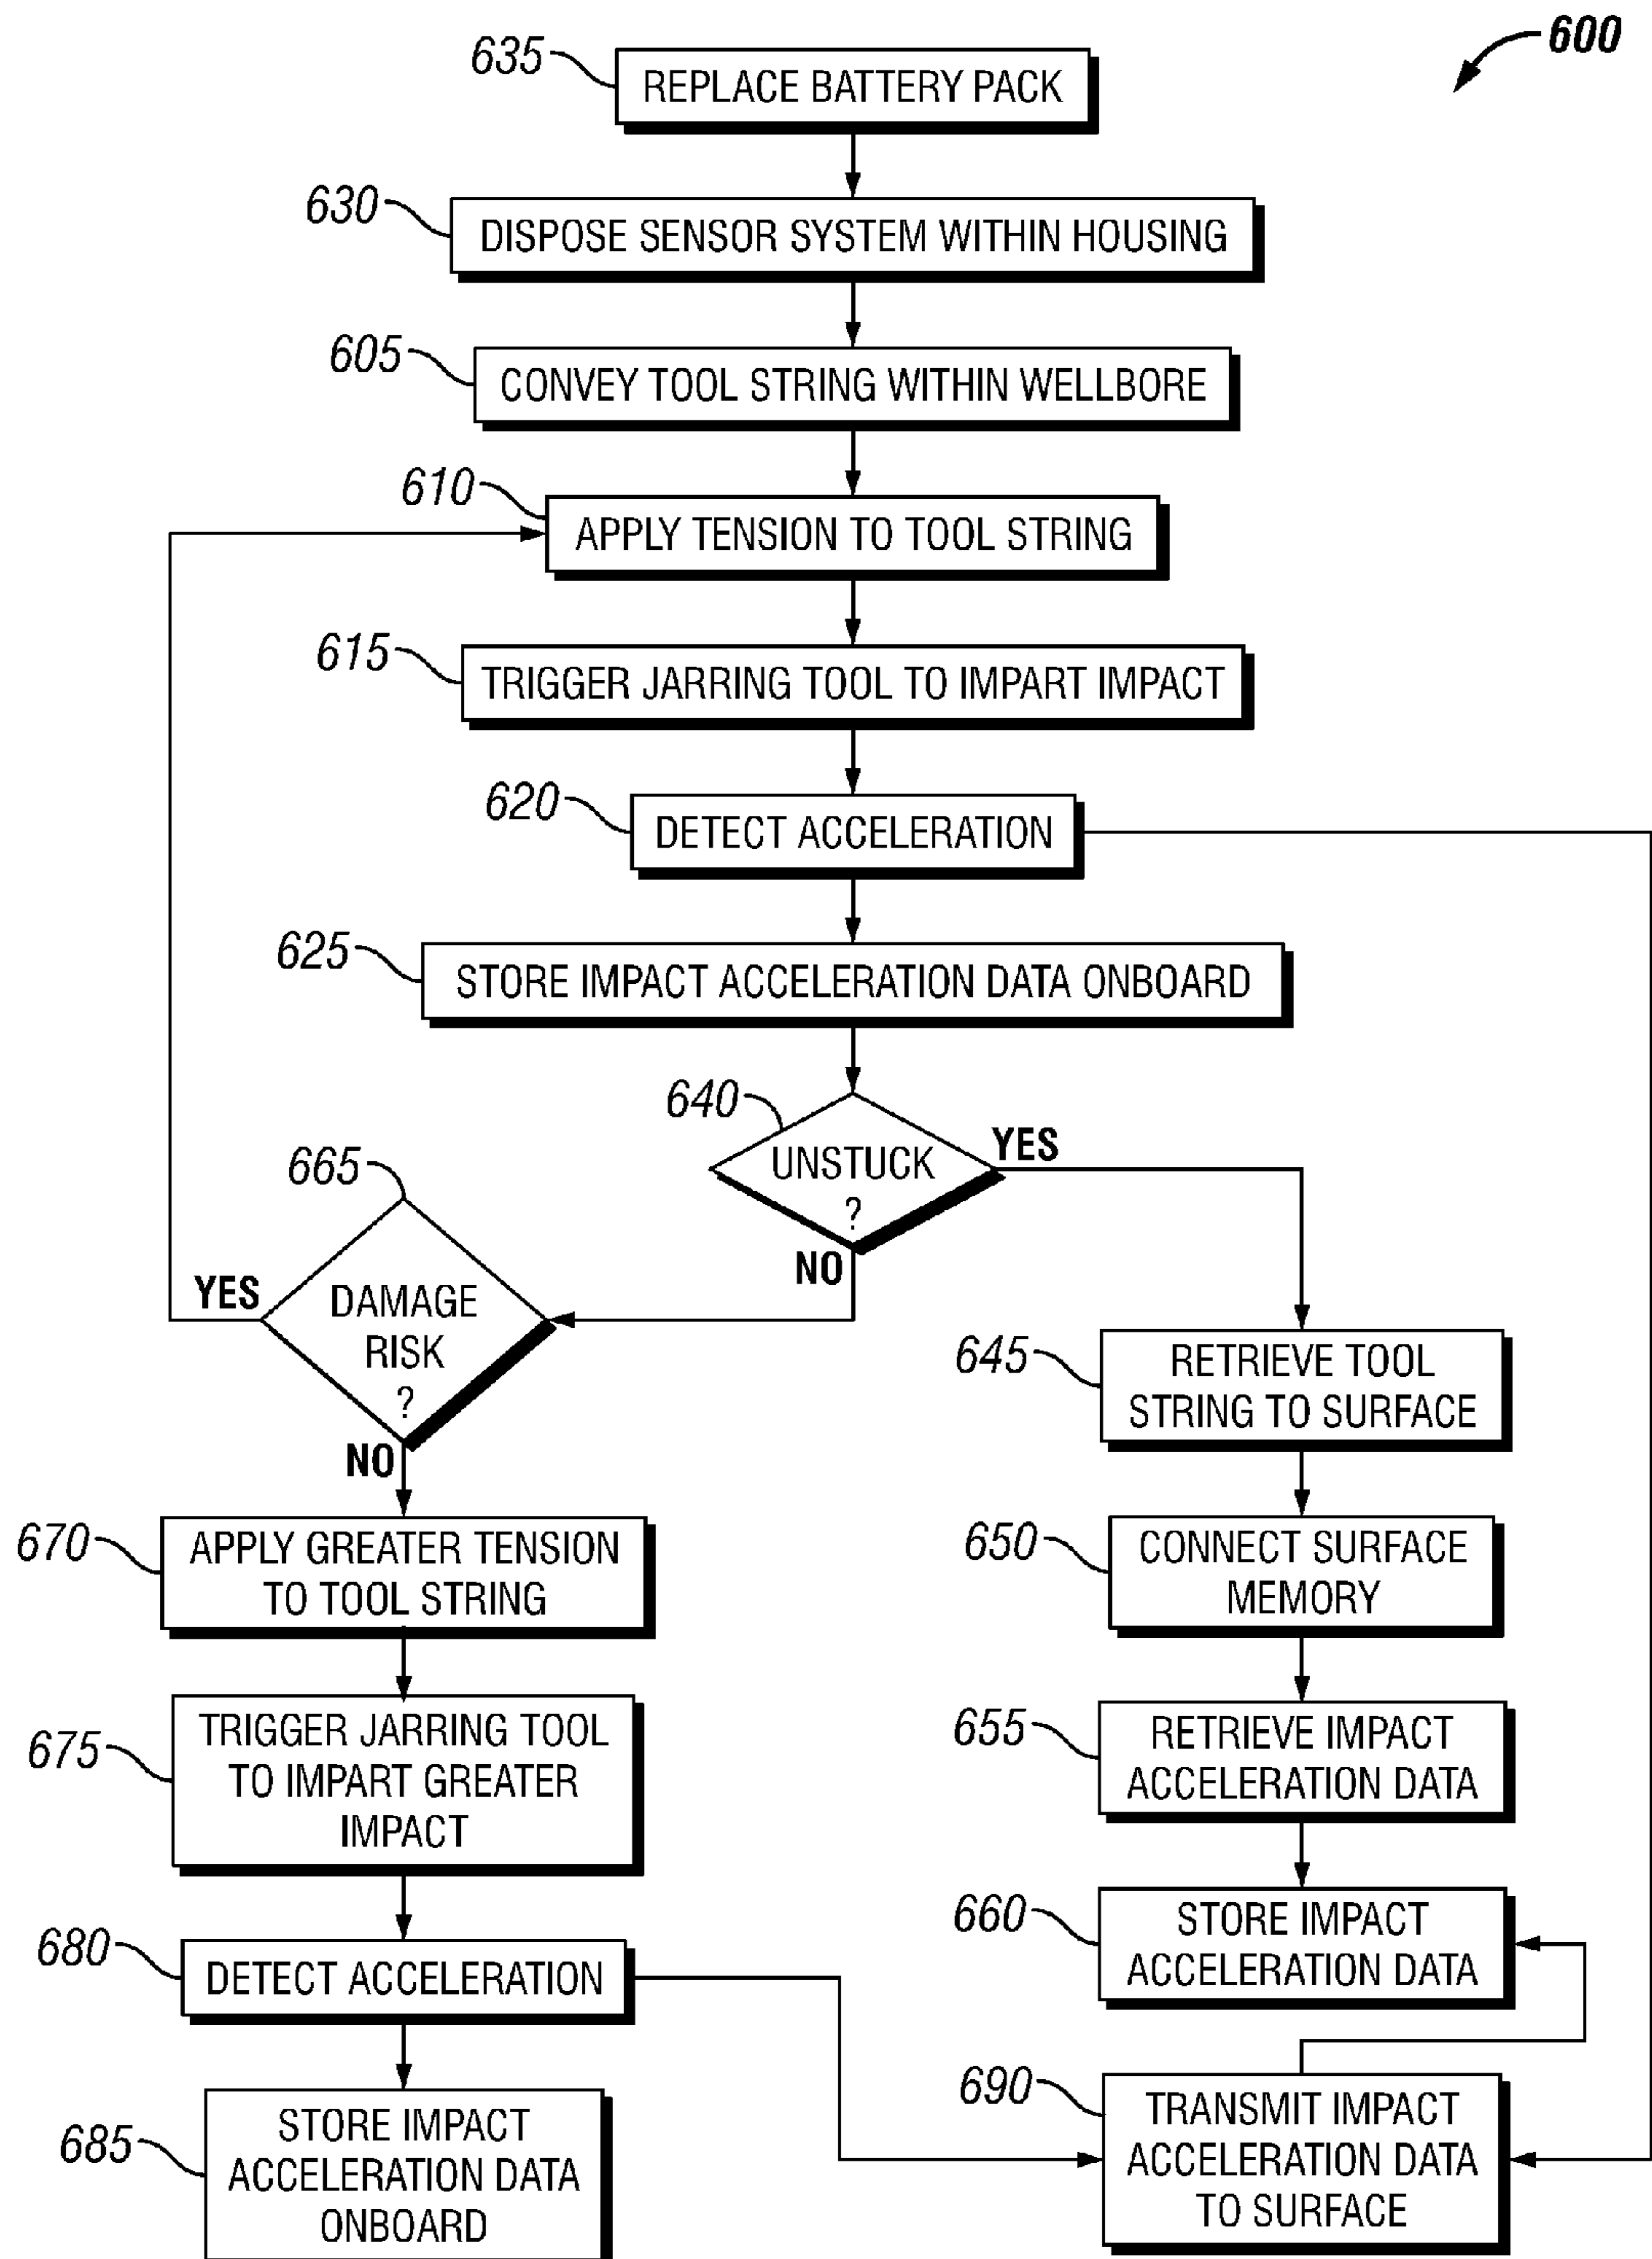 600
635
REPLACE BATTERY PACK
630
DISPOSE SENSOR SYSTEM WITHIN HOUSING
605
CONVEY TOOL STRING WITHIN WELLBORE
610
APPLY TENSION TO TOOL STRING
615
TRIGGER JARRING TOOL TO IMPART IMPACT
620
DETECT ACCELERATION
625
STORE IMPACT ACCELERATION DATA ONBOARD
640
UNSTUCK
?
YES
NO
665
DAMAGE
RISK
?
YES
NO
645
RETRIEVE TOOL
STRING TO SURFACE
650
CONNECT SURFACE
MEMORY
655
RETRIEVE IMPACT
ACCELERATION DATA
660
STORE IMPACT
ACCELERATION DATA
670
APPLY GREATER TENSION
TO TOOL STRING
675
TRIGGER JARRING TOOL
TO IMPART GREATER
IMPACT
680
DETECT ACCELERATION
685
STORE IMPACT
ACCELERATION DATA
ONBOARD
690
TRANSMIT IMPACT
ACCELERATION DATA
TO SURFACE